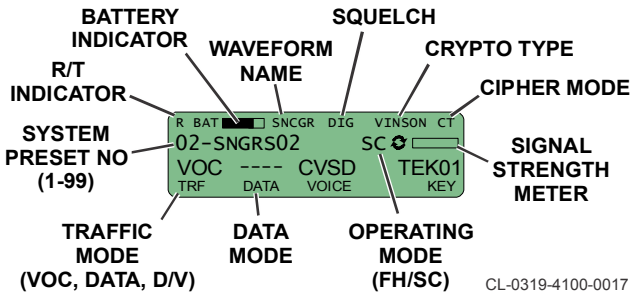 BATTERY
INDICATOR
SQUELCH
WAVEFORM
NAME
CRYPTO TYPE
R/T
INDICATOR
CIPHER MODE
R BAT SNCGR DIG VINSON CT
SYSTEM
PRESET NO
(1-99)
02-SNGRS02 SC
VOC ---- CVSD TEK01
TRF DATA VOICE KEY
SIGNAL
STRENGTH
METER
TRAFFIC
MODE
(VOC, DATA, D/V)
DATA
MODE
OPERATING
MODE
(FH/SC)
CL-0319-4100-0017